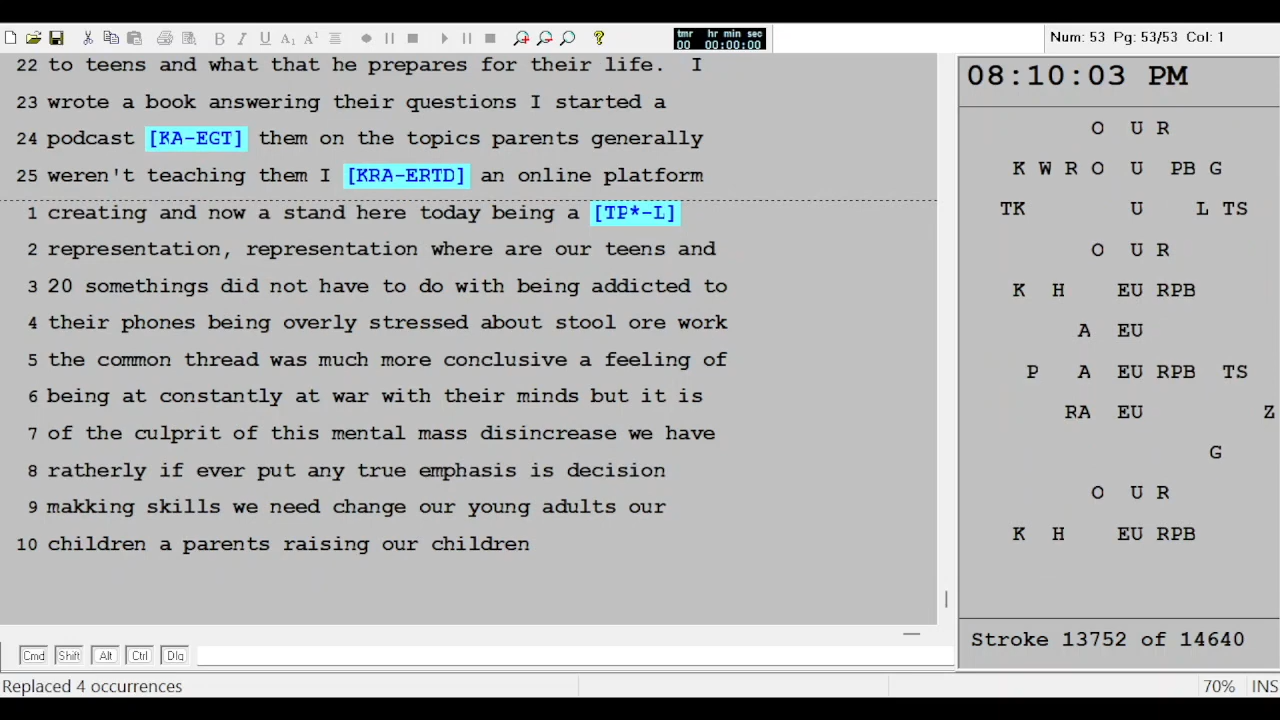 tmr hr min sec
00 00:00:00
Num: 53 Pg: 53/53 Col: 1
22 to teens and what that he prepares for their life.  I
23 wrote a book answering their questions I started a
24 podcast [KA-EGT] them on the topics parents generally
25 weren't teaching them I [KRA-ERTD] an online platform
1 creating and now a stand here today being a [TP*-L]
2 representation, representation where are our teens and
3 20 somethings did not have to do with being addicted to
4 their phones being overly stressed about stool ore work
5 the common thread was much more conclusive a feeling of
6 being at constantly at war with their minds but it is
7 of the culprit of this mental mass disincrease we have
8 ratherly if ever put any true emphasis is decision
9 makking skills we need change our young adults our
10 children a parents raising our children
08:10:03 PM
O U R
K W R O U PB G
TK U L TS
O U R
K H EU RPB
A EU
P A EU RPB TS
RA EU Z
G
O U R
K H EU RPB
Stroke 13752 of 14640
Cmd Shift Alt Ctrl Dlg
Replaced 4 occurrences
70% INS